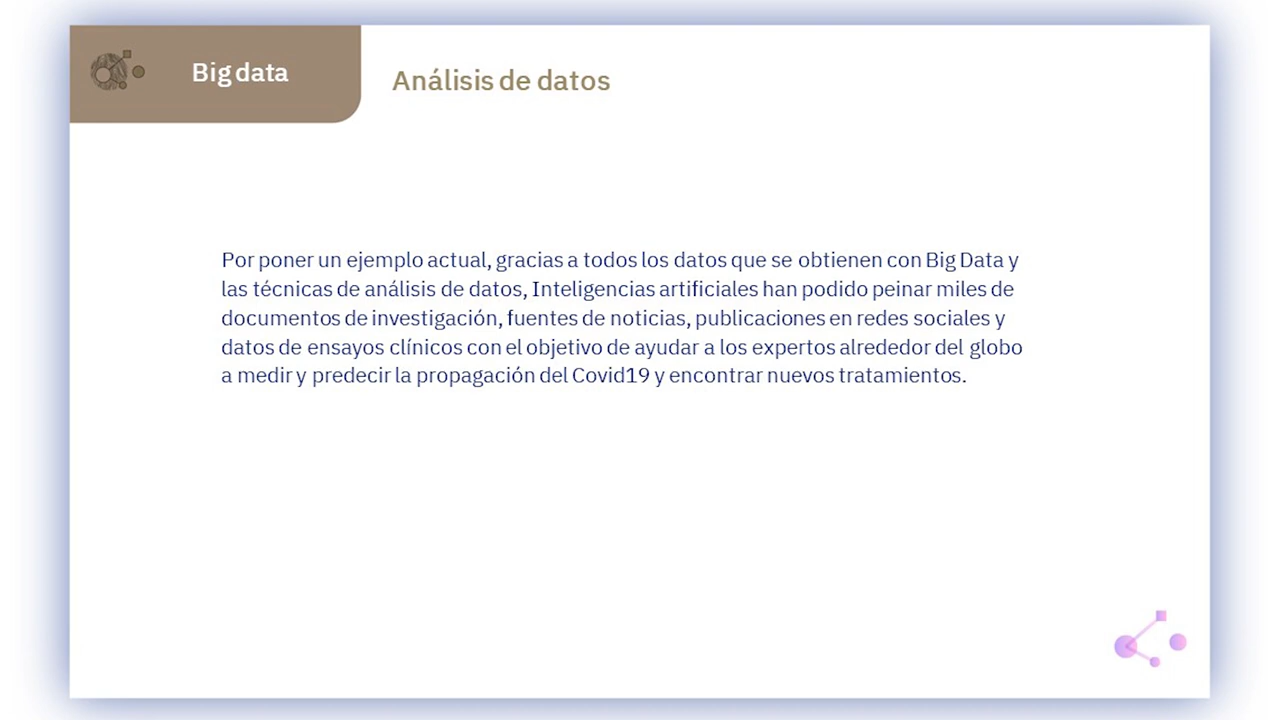 Big data
Análisis de datos
Por poner un ejemplo actual, gracias a todos los datos que se obtienen con Big Data y
las técnicas de análisis de datos, Inteligencias artificiales han podido peinar miles de
documentos de investigación, fuentes de noticias, publicaciones en redes sociales y
datos de ensayos clínicos con el objetivo de ayudar a los expertos alrededor del globo
a medir y predecir la propagación del Covid19 y encontrar nuevos tratamientos.